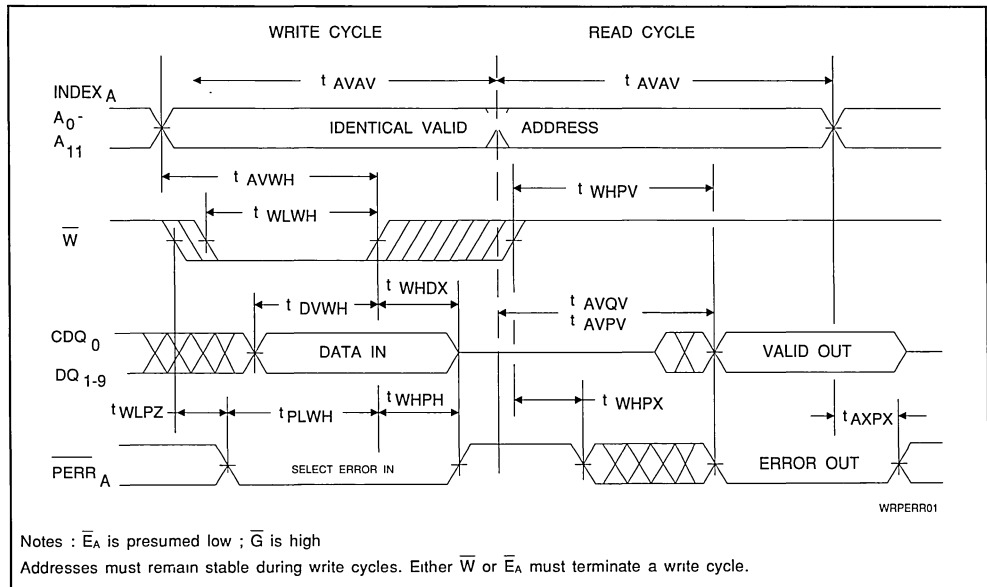 WRITE CYCLE READ CYCLE
t AVAV t AVAV
INDEX A
A0 -
A11
IDENTICAL VALID ADDRESS
t AVWH
t WHPV
t WLWH
W̅
t WHDX
t DVWH
t AVQV
t AVPV
CDQ 0
DATA IN VALID OUT
DQ 1-9
t WLPZ t PLWH t WHPH t WHPX t AXPX
P̅E̅R̅R̅ A
SELECT ERROR IN ERROR OUT
WRPERR01
Notes : E̅A is presumed low ; G̅ is high
Addresses must remain stable during write cycles. Either W̅ or E̅A must terminate a write cycle.